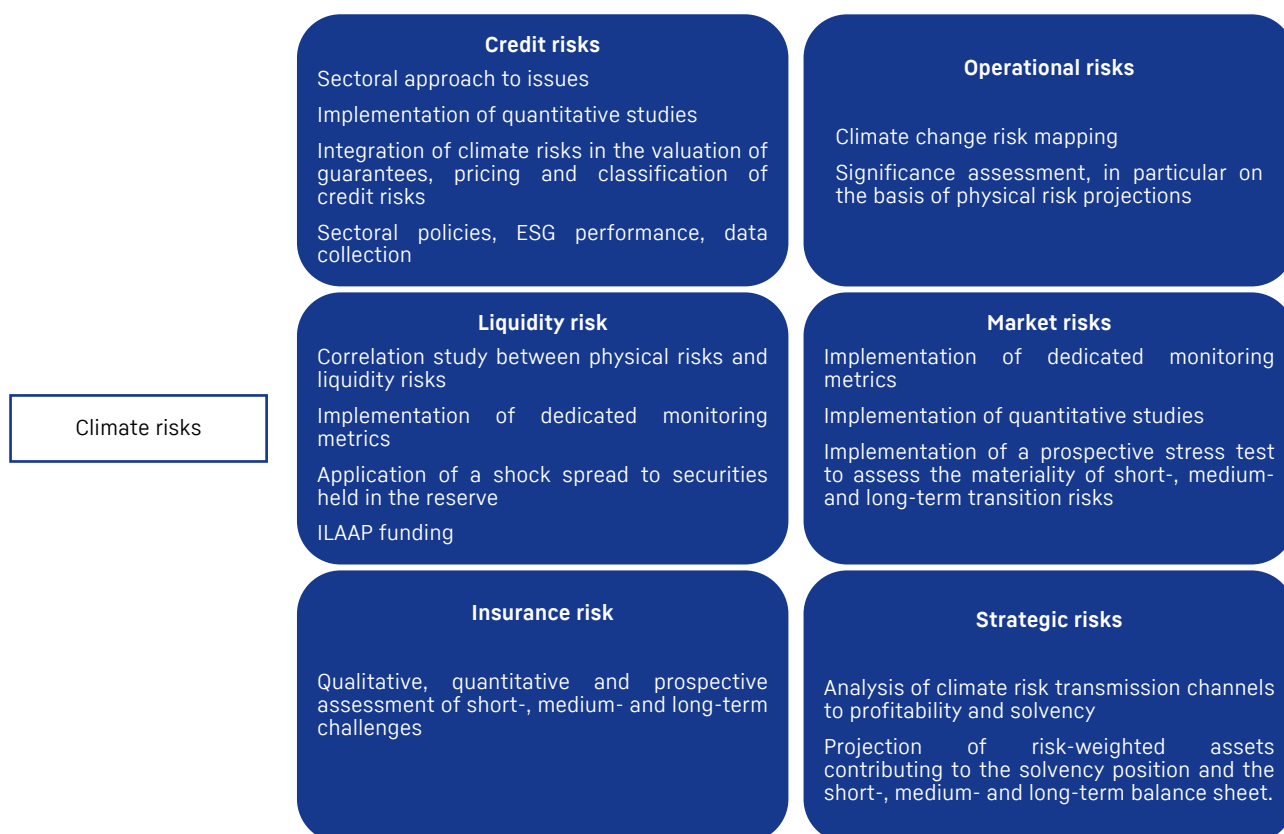 Climate risks
Credit risks
Sectoral approach to issues
Implementation of quantitative studies
Integration of climate risks in the valuation of
guarantees, pricing and classification of
credit risks
Sectoral policies, ESG performance, data
collection
Operational risks
Climate change risk mapping
Significance assessment, in particular on
the basis of physical risk projections
Liquidity risk
Correlation study between physical risks and
liquidity risks
Implementation of dedicated monitoring
metrics
Application of a shock spread to securities
held in the reserve
ILAAP funding
Market risks
Implementation of dedicated monitoring
metrics
Implementation of quantitative studies
Implementation of a prospective stress test
to assess the materiality of short-, medium-
and long-term transition risks
Insurance risk
Qualitative, quantitative and prospective
assessment of short-, medium- and long-term
challenges
Strategic risks
Analysis of climate risk transmission channels
to profitability and solvency
Projection of risk-weighted assets
contributing to the solvency position and the
short-, medium- and long-term balance sheet.